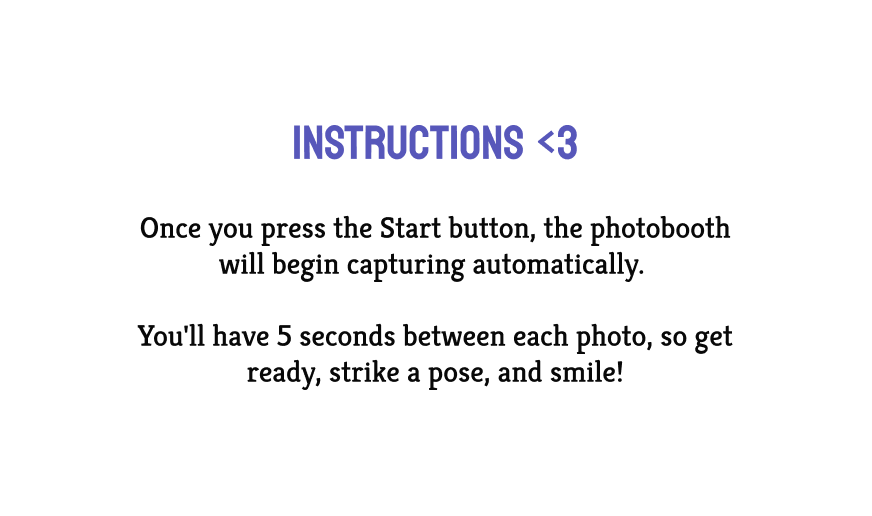 INSTRUCTIONS <3
Once you press the Start button, the photobooth
will begin capturing automatically.
You'll have 5 seconds between each photo, so get
ready, strike a pose, and smile!